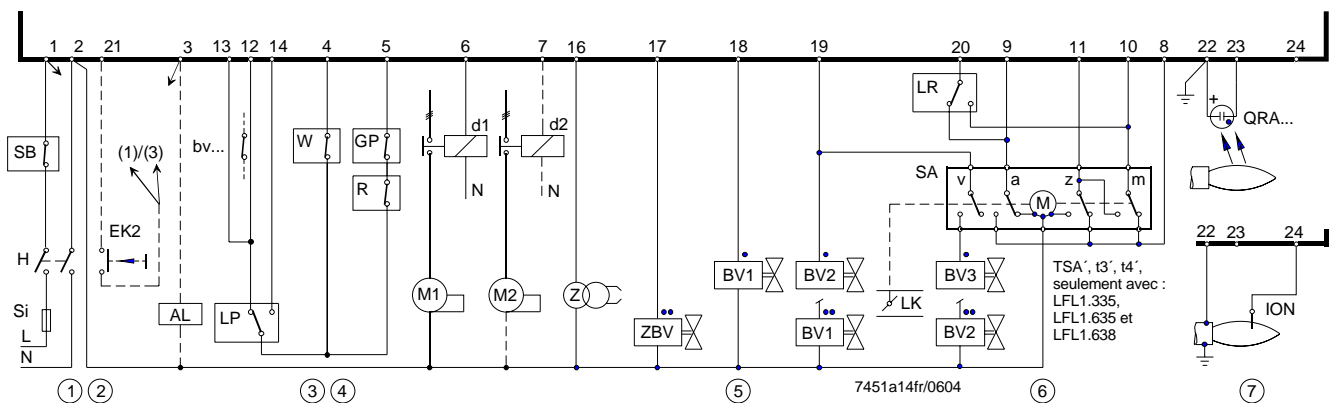 1 2 21 3 13 12 14 4 5 6 7 16 17 18 19 20 9 11 10 8 22 23 24
SB
(1)/(3)
bv...
W
GP
R
d1
d2
N
N
LR
+
QRA...
SA
v a z m
M
EK2
H
Si
L
N
AL
LP
M1
M2
Z
ZBV
BV1
BV2
BV1
LK
BV3
BV2
TSA´, t3´, t4´,
seulement avec :
LFL1.335,
LFL1.635 et
LFL1.638
22 23 24
ION
1 2 3 4 5 7451a14fr/0604 6 7